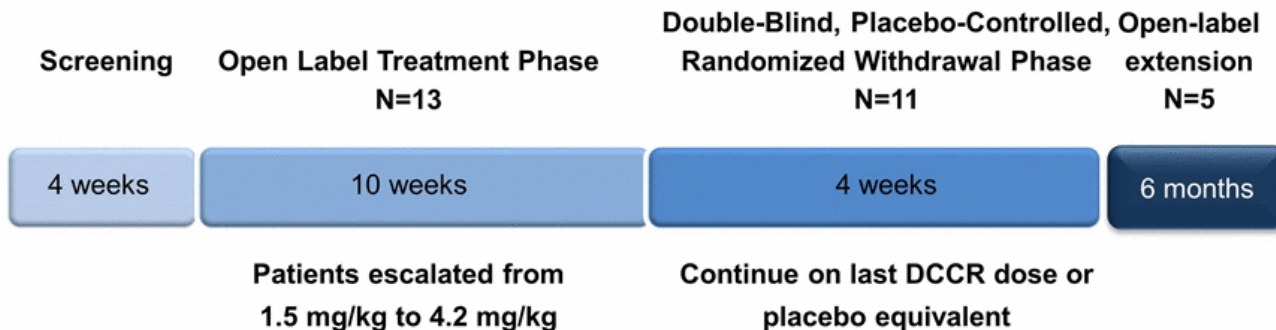 Screening
4 weeks
Open Label Treatment Phase
N=13
10 weeks
Patients escalated from
1.5 mg/kg to 4.2 mg/kg
Double-Blind, Placebo-Controlled,
Randomized Withdrawal Phase
N=11
4 weeks
Continue on last DCCR dose or
placebo equivalent
Open-label
extension
N=5
6 months